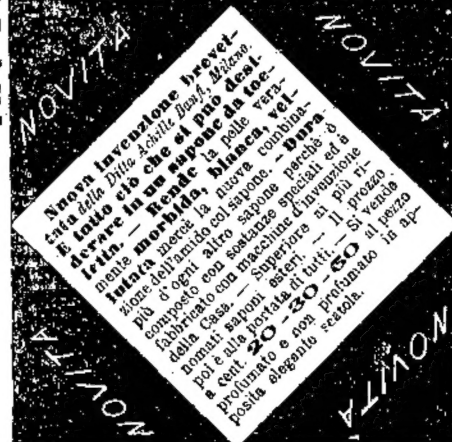 NOVITÀ
NOVITÀ
Nuova invenzione brevet-
tata della Ditta Achille Banfi, Milano.
È tutto ciò che si può desi-
derare in un sapone da toe-
letta. — Rende la pelle vera-
mente morbida, bianca, vel-
lutata mercè la nuova combina-
zione dell'amido col sapone. — Dura
più d'ogni altro sapone perchè è
composto con sostanze speciali ed è
fabbricato con macchine d'invenzione
della Casa. — Superiore ai più ri-
nomati saponi esteri. — Il prezzo
poi è alla portata di tutti. — Si vende
a cent. 20-30-50 al pezzo
profumato e non profumato in ap-
posita elegante scatola.
NOVITÀ
NOVITÀ